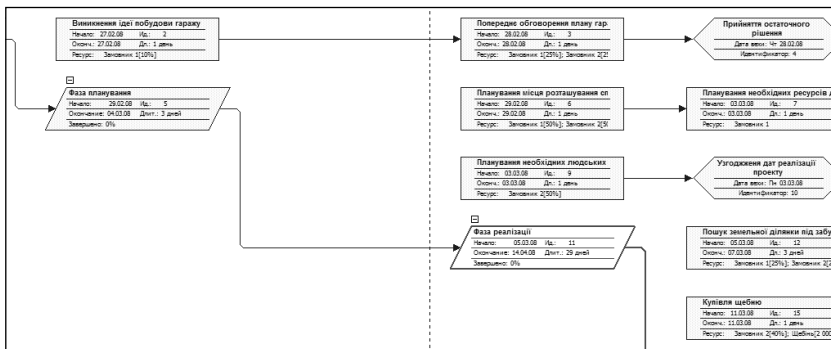 Виникнення ідеї побудови гаражу
Начало: 27.02.08 Ид.: 2
Оконч.: 27.02.08 Дл.: 1 день
Ресурс: Замовник 1[10%]
Попереднє обговорення плану гар
Начало: 28.02.08 Ид.: 3
Оконч.: 28.02.08 Дл.: 1 день
Ресурс: Замовник 1[25%]; Замовник 2[2
Прийняття остаточного
рішення
Дата вехи: Чт 28.02.08
Идентификатор: 4
Фаза планування
Начало: 29.02.08 Ид.: 5
Окончание: 04.03.08 Длит.: 3 дней
Завершено: 0%
Планування місця розташування сп
Начало: 29.02.08 Ид.: 6
Оконч.: 29.02.08 Дл.: 1 день
Ресурс: Замовник 1[50%]; Замовник 2[5
Планування необхідних ресурсів д
Начало: 03.03.08 Ид.: 7
Оконч.: 03.03.08 Дл.: 1 день
Ресурс: Замовник 1
Планування необхідних людських
Начало: 03.03.08 Ид.: 9
Оконч.: 03.03.08 Дл.: 1 день
Ресурс: Замовник 2[50%]
Узгодженя дат реалізації
проекту
Дата вехи: Пн 03.03.08
Идентификатор: 10
Фаза реалізації
Начало: 05.03.08 Ид.: 11
Окончание: 14.04.08 Длит.: 29 дней
Завершено: 0%
Пошук земельної ділянки під забу
Начало: 05.03.08 Ид.: 12
Оконч.: 07.03.08 Дл.: 3 дней
Ресурс: Замовник 1[25%]; Замовник 2[2
Купівля щебню
Начало: 11.03.08 Ид.: 15
Оконч.: 11.03.08 Дл.: 1 день
Ресурс: Замовник 2[40%]; Щебінь[2 000